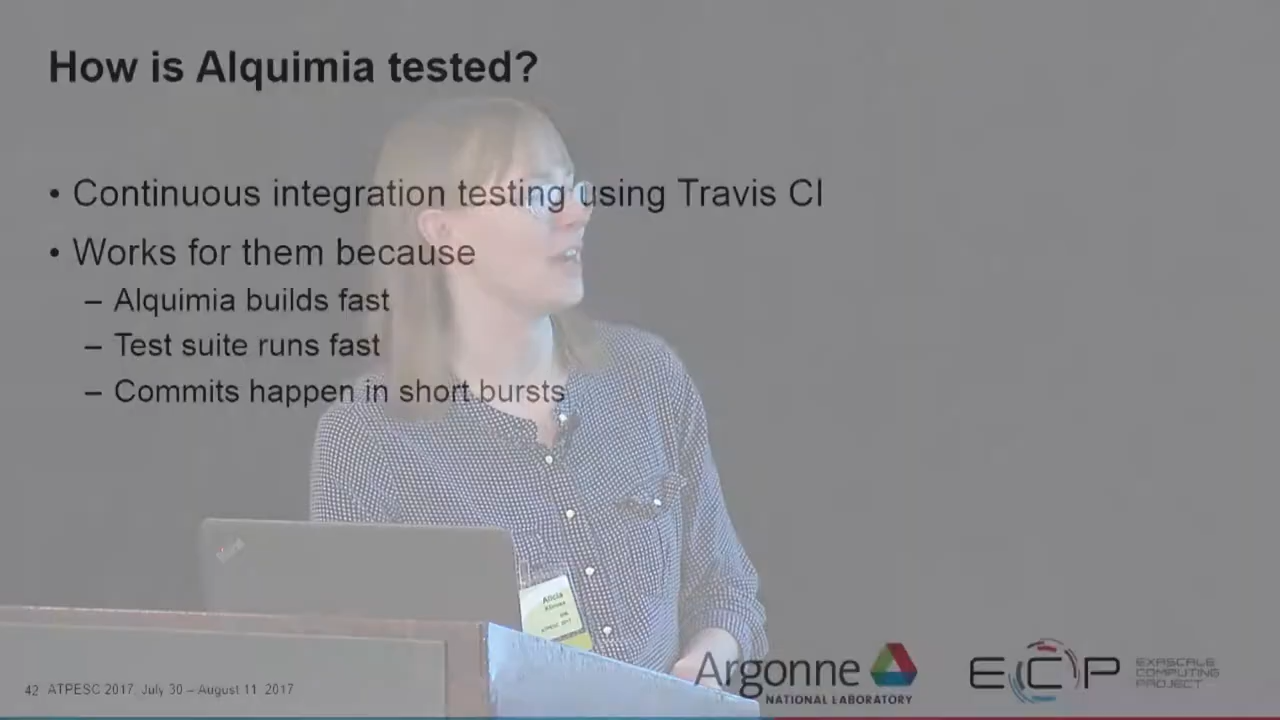 How is Alquimia tested?
• Continuous integration testing using Travis CI
• Works for them because
– Alquimia builds fast
– Test suite runs fast
– Commits happen in short bursts
Alicia
ATPESC 2017
Argonne
NATIONAL LABORATORY
ECP
EXASCALE
COMPUTING
PROJECT
42 ATPESC 2017, July 30 – August 11, 2017